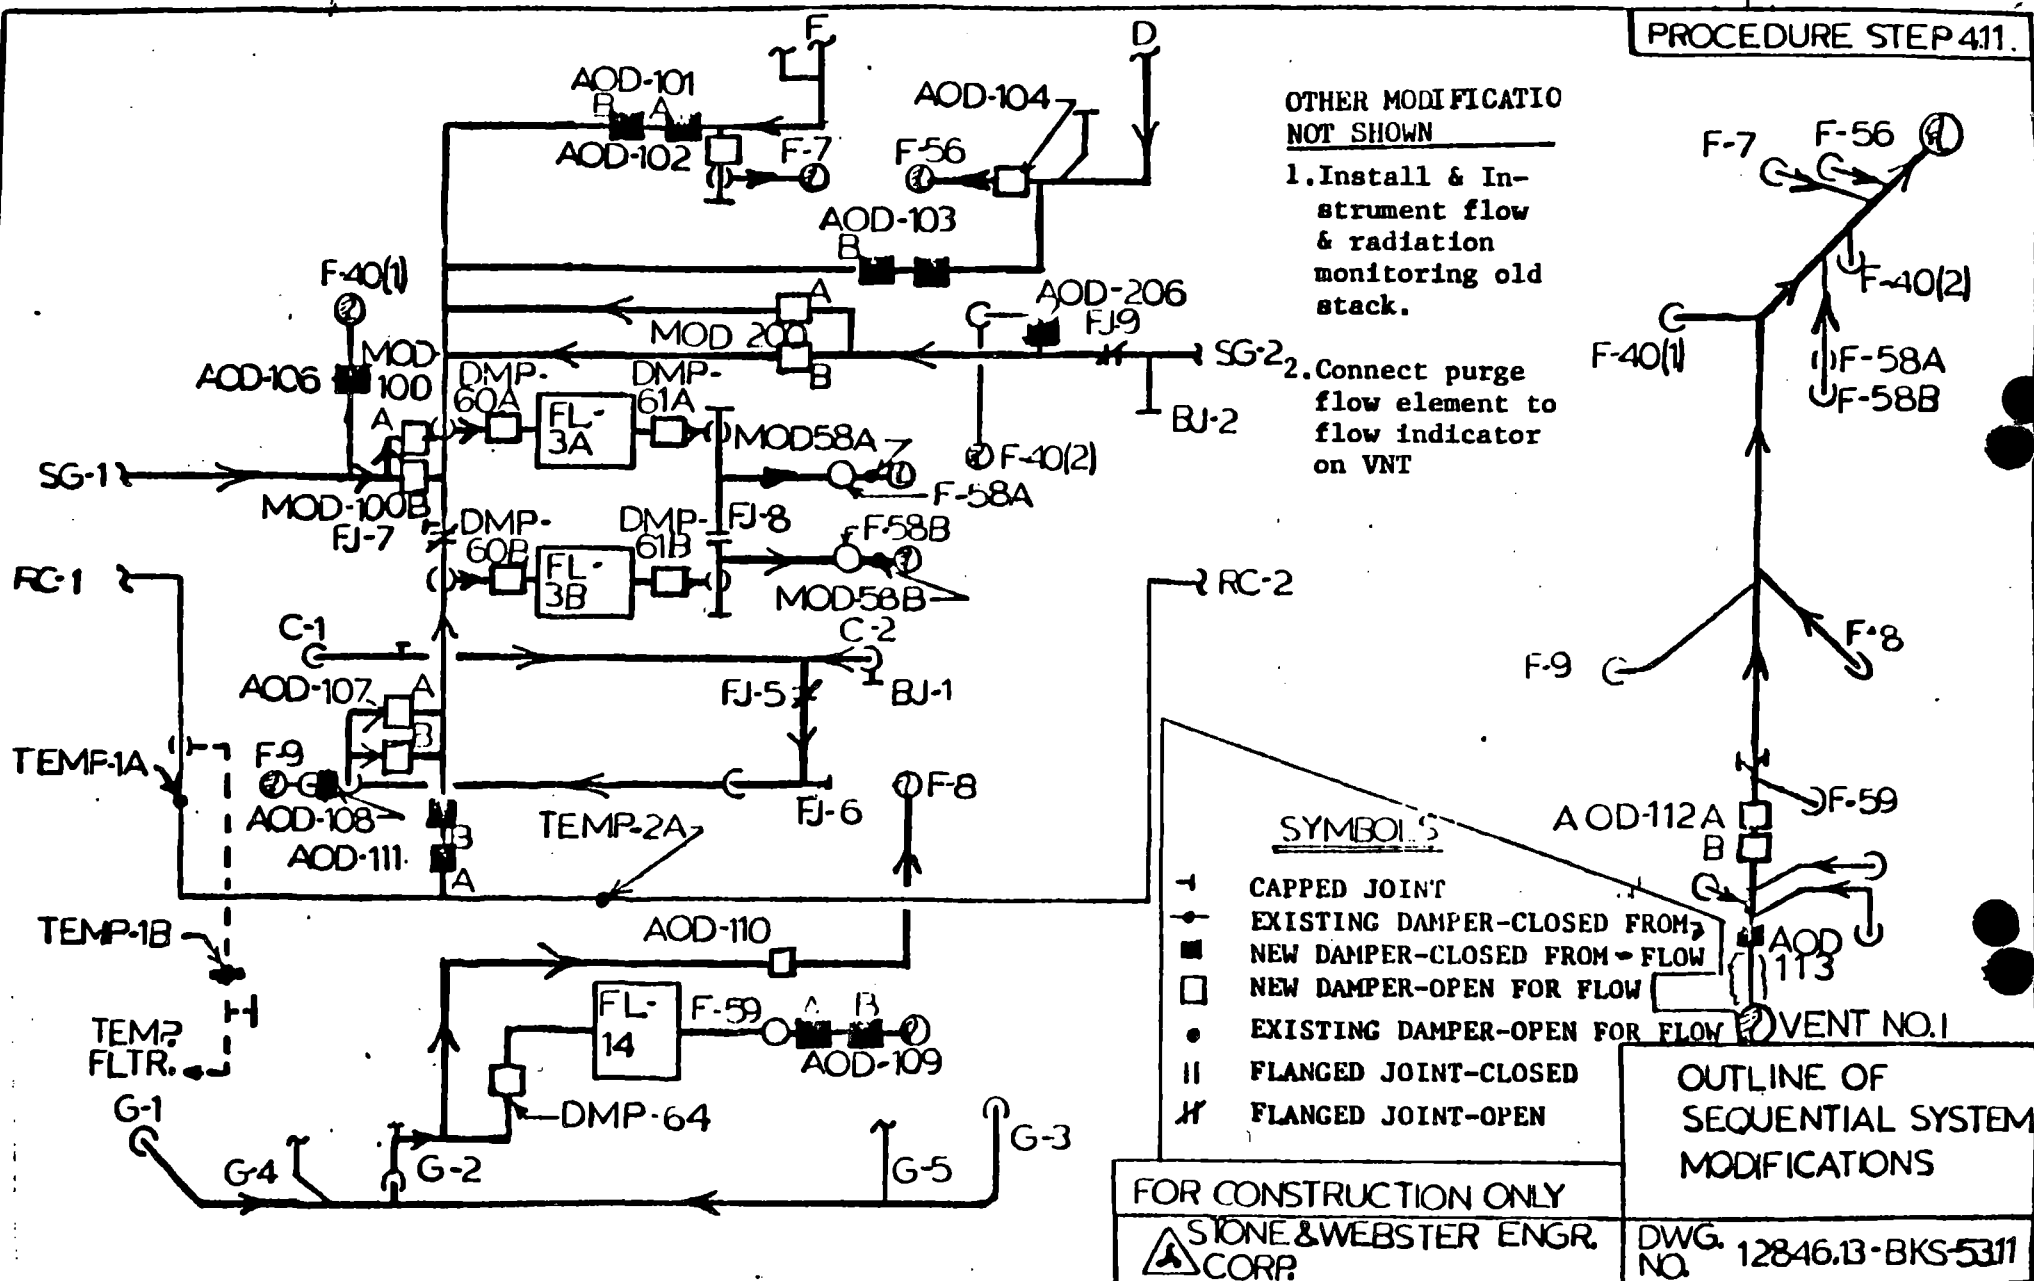 PROCEDURE STEP 4.11.
F
D
AOD-101
B
A
AOD-102
F-7
AOD-104
F-56
AOD-103
B
OTHER MODIFICATIO
NOT SHOWN
1.Install & In-
strument flow
& radiation
monitoring old
stack.
2.Connect purge
flow element to
flow indicator
on VNT
F-7
F-56
F-40(2)
F-40(1)
F-58A
F-58B
F-40(1)
AOD-106
MOD-
100
A
MOD 200
A
B
AOD-206
FJ-9
SG-2
BJ-2
F-40(2)
DMP-
60A
FL-
3A
DMP-
61A
MOD58A
F-58A
SG-1
MOD-100B
FJ-7
DMP-
60B
FL-
3B
DMP-
61B
FJ-8
F-58B
MOD-58B
RC-1
RC-2
C-1
C-2
BJ-1
FJ-5
AOD-107
A
B
F-9
AOD-108
FJ-6
F-8
TEMP-1A
AOD-111
B
A
TEMP-2A
TEMP-1B
TEMP
FLTR.
AOD-110
FL-
14
F-59
A
B
AOD-109
DMP-64
G-1
G-4
G-2
G-5
G-3
F-9
F-8
F-59
AOD-112 A
B
AOD
113
VENT NO.1
SYMBOLS
CAPPED JOINT
EXISTING DAMPER-CLOSED FROM
NEW DAMPER-CLOSED FROM FLOW
NEW DAMPER-OPEN FOR FLOW
EXISTING DAMPER-OPEN FOR FLOW
FLANGED JOINT-CLOSED
FLANGED JOINT-OPEN
OUTLINE OF
SEQUENTIAL SYSTEM
MODIFICATIONS
FOR CONSTRUCTION ONLY
STONE & WEBSTER ENGR.
CORP.
DWG.
NO.
12846.13-BKS-5311